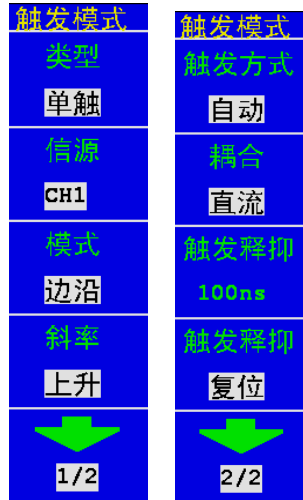 触发模式
类型
单触
信源
CH1
模式
边沿
斜率
上升
1/2
触发模式
触发方式
自动
耦合
直流
触发释抑
100ns
触发释抑
复位
2/2